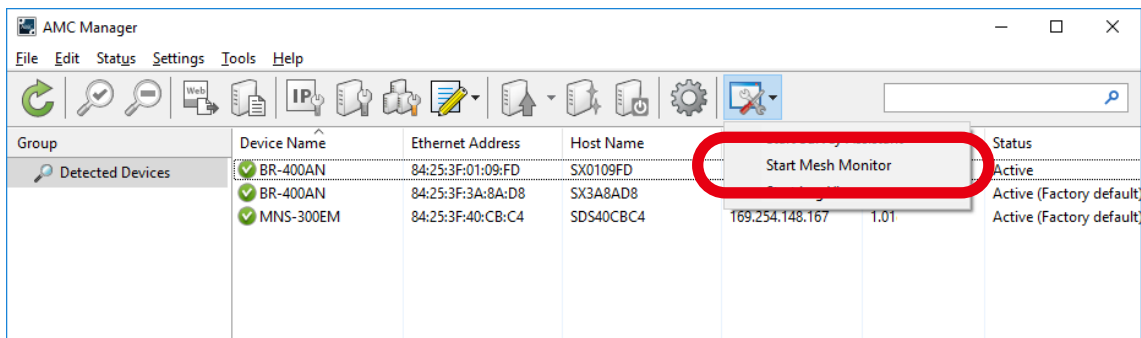 AMC Manager
File Edit Status Settings Tools Help
Web IP
Group Device Name Ethernet Address Host Name Status
Detected Devices BR-400AN 84:25:3F:01:09:FD SX0109FD Start Mesh Monitor Active
BR-400AN 84:25:3F:3A:8A:D8 SX3A8AD8 Active (Factory default)
MNS-300EM 84:25:3F:40:CB:C4 SDS40CBC4 169.254.148.167 1.01 Active (Factory default)